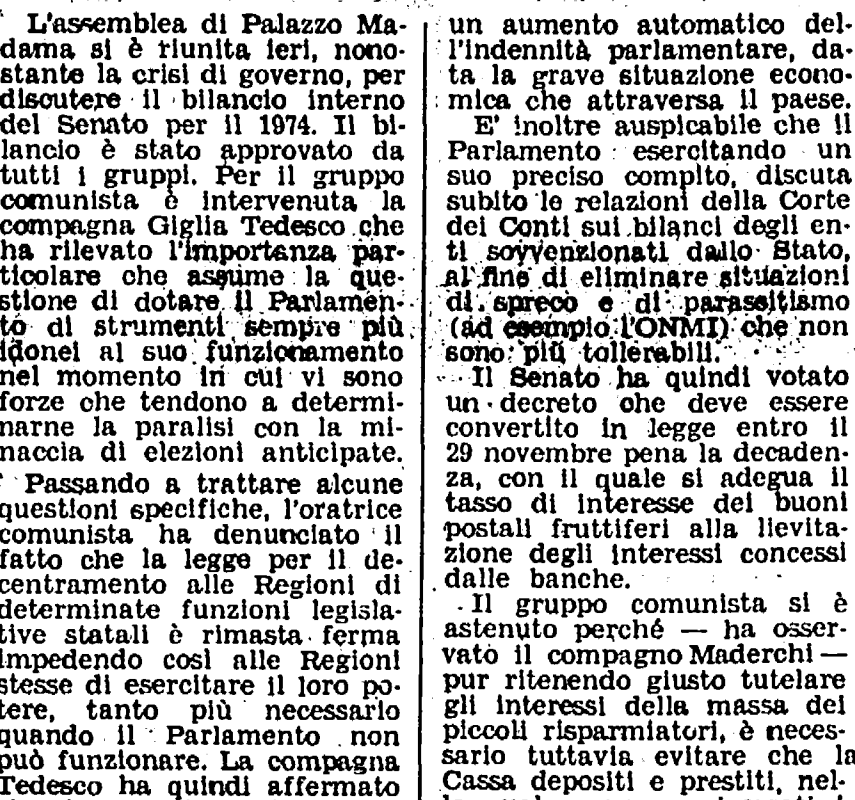 L'assemblea di Palazzo Ma-
dama si è riunita ieri, nono-
stante la crisi di governo, per
discutere il bilancio interno
del Senato per il 1974. Il bi-
lancio è stato approvato da
tutti i gruppi. Per il gruppo
comunista è intervenuta la
compagna Giglia Tedesco che
ha rilevato l'importanza par-
ticolare che assume la que-
stione di dotare il Parlamen-
to di strumenti sempre più
idonei al suo funzionamento
nel momento in cui vi sono
forze che tendono a determi-
narne la paralisi con la mi-
naccia di elezioni anticipate.
Passando a trattare alcune
questioni specifiche, l'oratrice
comunista ha denunciato il
fatto che la legge per il de-
centramento alle Regioni di
determinate funzioni legisla-
tive statali è rimasta ferma
impedendo così alle Regioni
stesse di esercitare il loro po-
tere, tanto più necessario
quando il Parlamento non
può funzionare. La compagna
Tedesco ha quindi affermato
un aumento automatico del-
l'indennità parlamentare, da-
ta la grave situazione econo-
mica che attraversa il paese.
E' inoltre auspicabile che il
Parlamento esercitando un
suo preciso compito, discuta
subito le relazioni della Corte
dei Conti sui bilanci degli en-
ti sovvenzionati dallo Stato,
al fine di eliminare situazioni
di spreco e di parassitismo
(ad esempio l'ONMI) che non
sono più tollerabili.
Il Senato ha quindi votato
un decreto che deve essere
convertito in legge entro il
29 novembre pena la decaden-
za, con il quale si adegua il
tasso di interesse dei buoni
postali fruttiferi alla lievita-
zione degli interessi concessi
dalle banche.
Il gruppo comunista si è
astenuto perché — ha osser-
vato il compagno Maderchi —
pur ritenendo giusto tutelare
gli interessi della massa dei
piccoli risparmiatori, è neces-
sario tuttavia evitare che la
Cassa depositi e prestiti, nel-